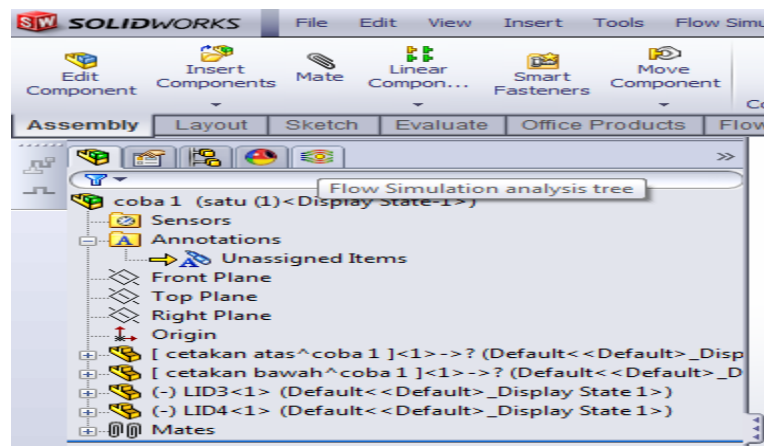 SW SOLIDWORKS File Edit View Insert Tools Flow Simu
Edit Component
Insert Components
Mate
Linear Compon...
Smart Fasteners
Move Component
Co
Assembly Layout Sketch Evaluate Office Products Flow
Flow Simulation analysis tree
coba 1 (satu (1)<Display State-1>)
Sensors
Annotations
Unassigned Items
Front Plane
Top Plane
Right Plane
Origin
[ cetakan atas^coba 1 ]<1>->? (Default<<Default>_Disp
[ cetakan bawah^coba 1 ]<1>->? (Default<<Default>_D
(-) LID3<1> (Default<<Default>_Display State 1>)
(-) LID4<1> (Default<<Default>_Display State 1>)
Mates